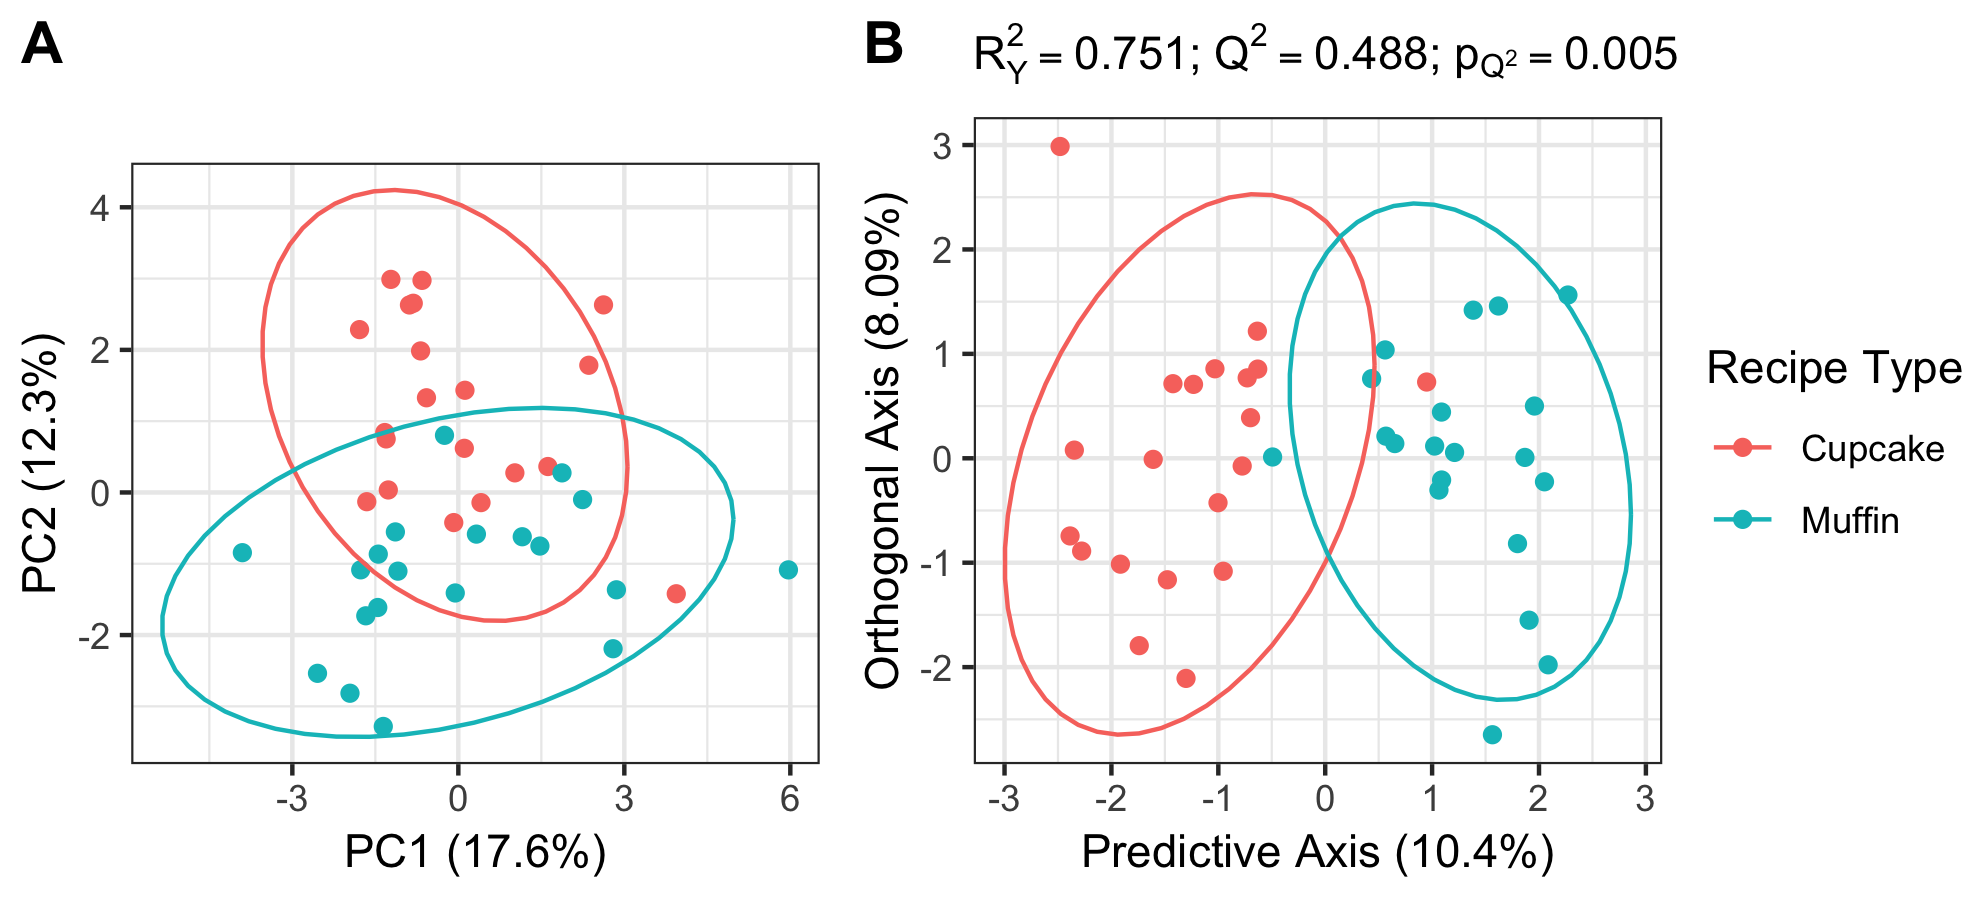 A
4
2
0
-2
PC2 (12.3%)
-3 0 3 6
PC1 (17.6%)
B
R²_Y = 0.751; Q² = 0.488; p_Q² = 0.005
3
2
1
0
-1
-2
Orthogonal Axis (8.09%)
-3 -2 -1 0 1 2 3
Predictive Axis (10.4%)
Recipe Type
Cupcake
Muffin